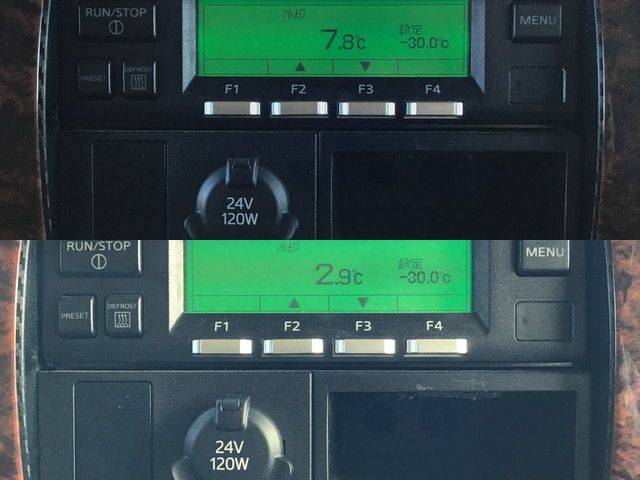 RUN/STOP
冷却
7.8℃
設定
-30.0℃
MENU
PRESET
DEFROST
F1
F2
F3
F4
24V
120W
RUN/STOP
冷却
2.9℃
設定
-30.0℃
MENU
PRESET
DEFROST
F1
F2
F3
F4
24V
120W